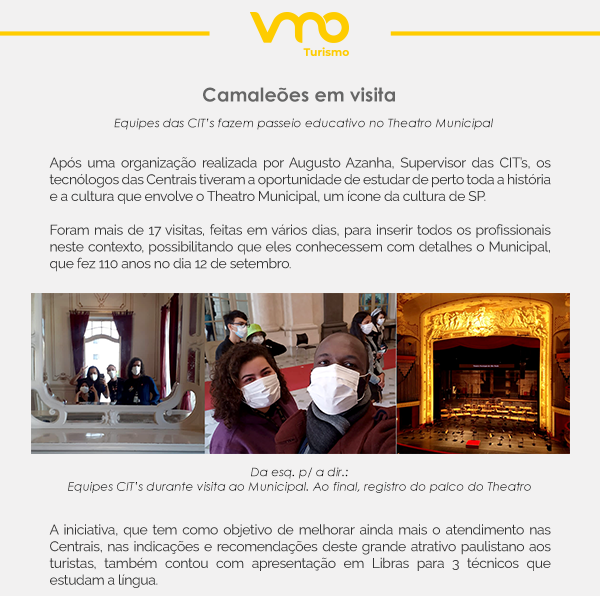 vmo
Turismo
Camaleões em visita
Equipes das CIT's fazem passeio educativo no Theatro Municipal
Após uma organização realizada por Augusto Azanha, Supervisor das CIT's, os
tecnólogos das Centrais tiveram a oportunidade de estudar de perto toda a história
e a cultura que envolve o Theatro Municipal, um ícone da cultura de SP.
Foram mais de 17 visitas, feitas em vários dias, para inserir todos os profissionais
neste contexto, possibilitando que eles conhecessem com detalhes o Municipal,
que fez 110 anos no dia 12 de setembro.
Da esq. p/ a dir.:
Equipes CIT's durante visita ao Municipal. Ao final, registro do palco do Theatro
A iniciativa, que tem como objetivo de melhorar ainda mais o atendimento nas
Centrais, nas indicações e recomendações deste grande atrativo paulistano aos
turistas, também contou com apresentação em Libras para 3 técnicos que
estudam a língua.